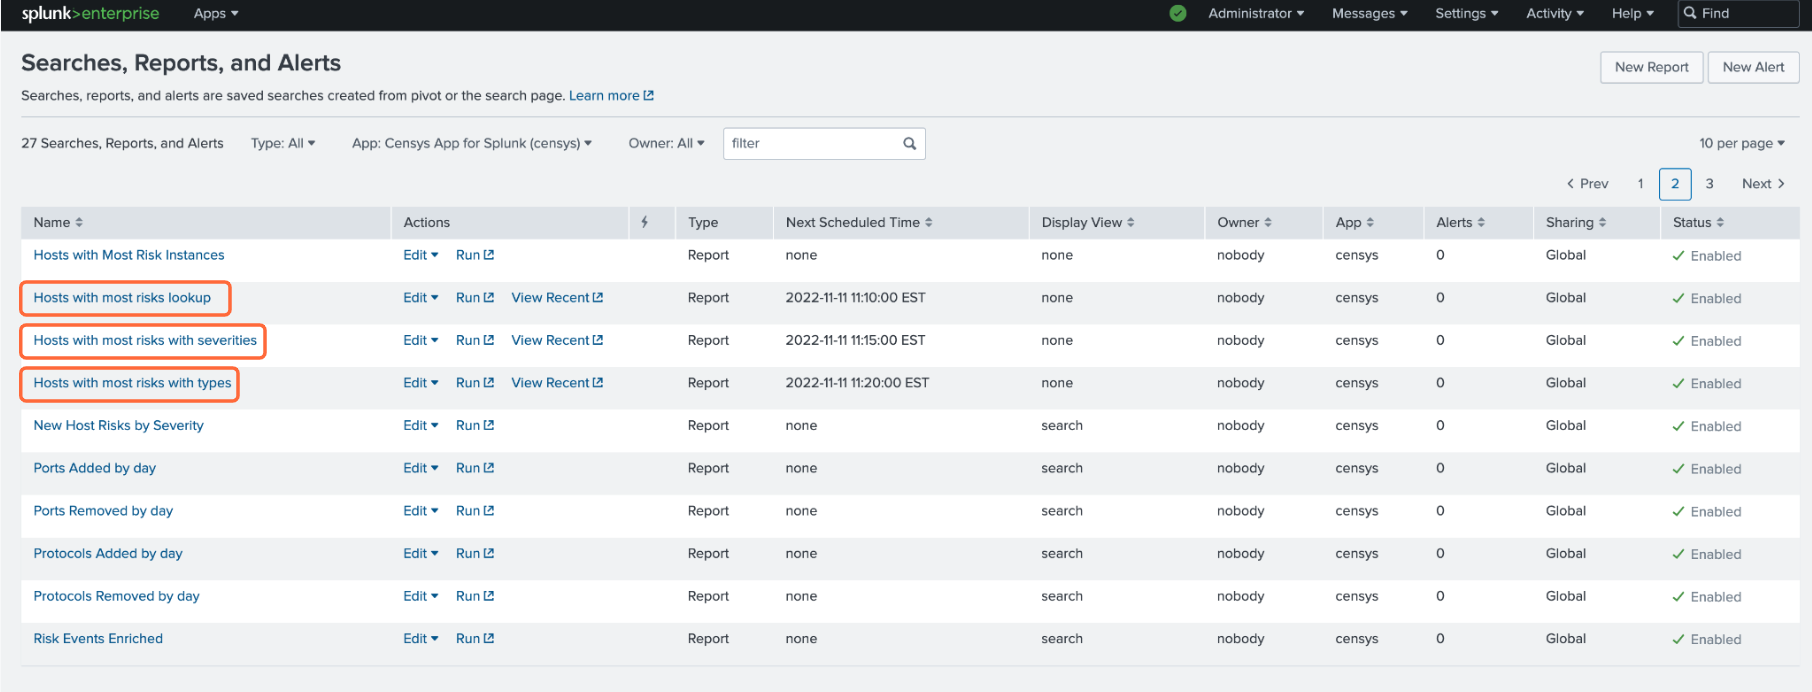 splunk>enterprise Apps Administrator Messages Settings Activity Help Find
Searches, Reports, and Alerts
New Report New Alert
Searches, reports, and alerts are saved searches created from pivot or the search page. Learn more
27 Searches, Reports, and Alerts Type: All App: Censys App for Splunk (censys) Owner: All filter 10 per page
Prev 1 2 3 Next
Name Actions Type Next Scheduled Time Display View Owner App Alerts Sharing Status
Hosts with Most Risk Instances Edit Run Report none none nobody censys 0 Global Enabled
Hosts with most risks lookup Edit Run View Recent Report 2022-11-11 11:10:00 EST none nobody censys 0 Global Enabled
Hosts with most risks with severities Edit Run View Recent Report 2022-11-11 11:15:00 EST none nobody censys 0 Global Enabled
Hosts with most risks with types Edit Run View Recent Report 2022-11-11 11:20:00 EST none nobody censys 0 Global Enabled
New Host Risks by Severity Edit Run Report none search nobody censys 0 Global Enabled
Ports Added by day Edit Run Report none search nobody censys 0 Global Enabled
Ports Removed by day Edit Run Report none search nobody censys 0 Global Enabled
Protocols Added by day Edit Run Report none search nobody censys 0 Global Enabled
Protocols Removed by day Edit Run Report none search nobody censys 0 Global Enabled
Risk Events Enriched Edit Run Report none search nobody censys 0 Global Enabled